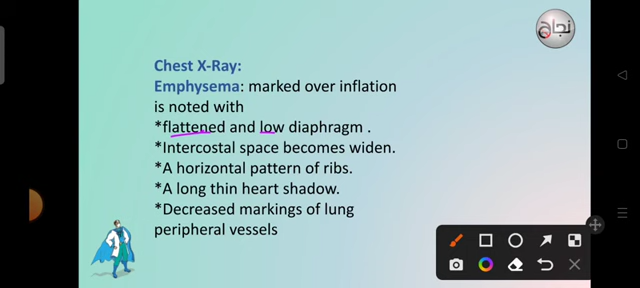 نجاح
Chest X-Ray:
Emphysema: marked over inflation
is noted with
*flattened and low diaphragm .
*Intercostal space becomes widen.
*A horizontal pattern of ribs.
*A long thin heart shadow.
*Decreased markings of lung
peripheral vessels